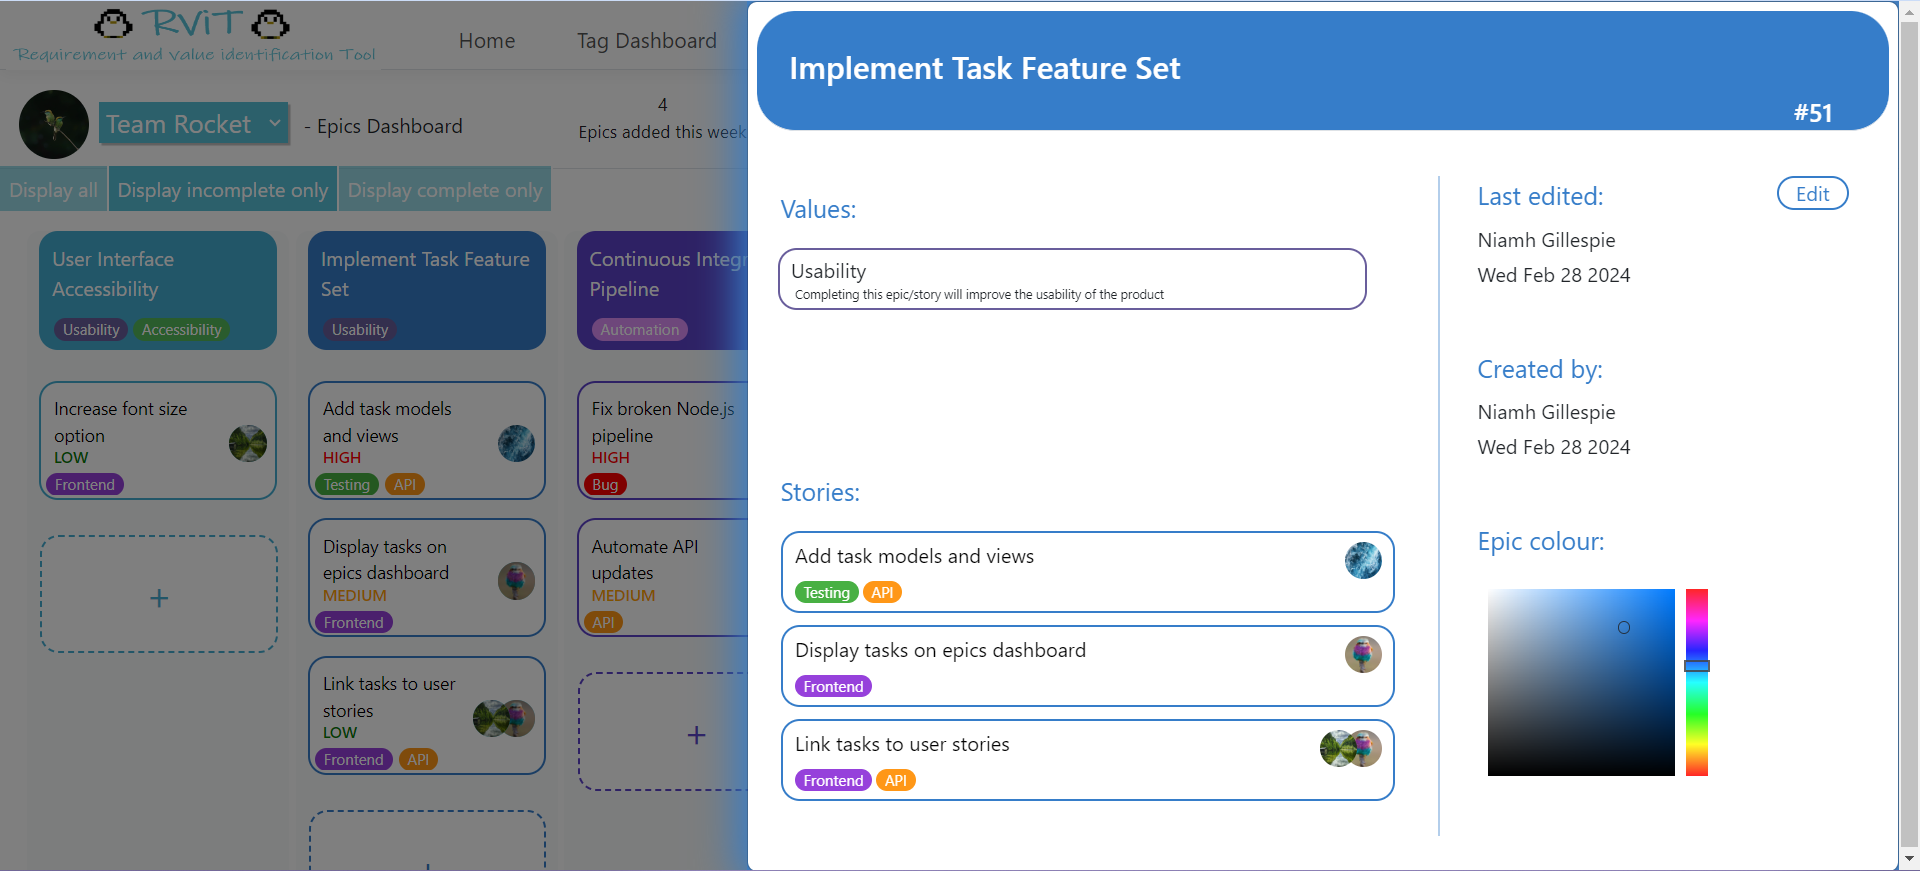 RViT
Requirement and Value identification Tool
Home
Tag Dashboard
Team Rocket
- Epics Dashboard
4
Epics added this week
Display all
Display incomplete only
Display complete only
User Interface
Accessibility
Usability
Accessibility
Increase font size
option
LOW
Frontend
+
Implement Task Feature
Set
Usability
Add task models
and views
HIGH
Testing
API
Display tasks on
epics dashboard
MEDIUM
Frontend
Link tasks to user
stories
LOW
Frontend
API
Continuous Integr
Pipeline
Automation
Fix broken Node.js
pipeline
HIGH
Bug
Automate API
updates
MEDIUM
API
+
Implement Task Feature Set
#51
Values:
Usability
Completing this epic/story will improve the usability of the product
Stories:
Add task models and views
Testing
API
Display tasks on epics dashboard
Frontend
Link tasks to user stories
Frontend
API
Last edited:
Edit
Niamh Gillespie
Wed Feb 28 2024
Created by:
Niamh Gillespie
Wed Feb 28 2024
Epic colour: